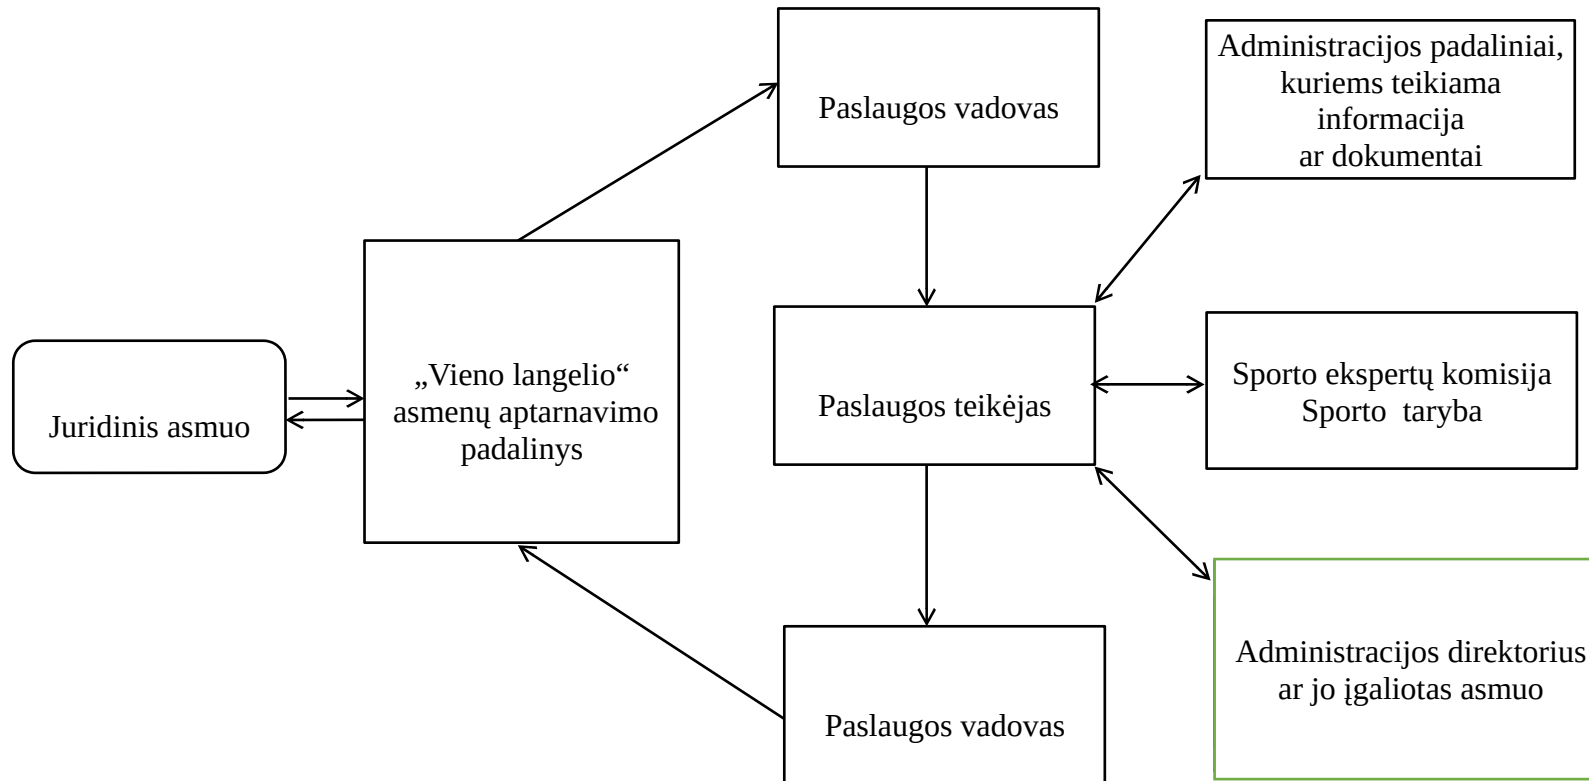 Paslaugos vadovas
Administracijos padaliniai,
kuriems teikiama
informacija
ar dokumentai
Juridinis asmuo
„Vieno langelio“
asmenų aptarnavimo
padalinys
Paslaugos teikėjas
Sporto ekspertų komisija
Sporto  taryba
Administracijos direktorius
ar jo įgaliotas asmuo
Paslaugos vadovas